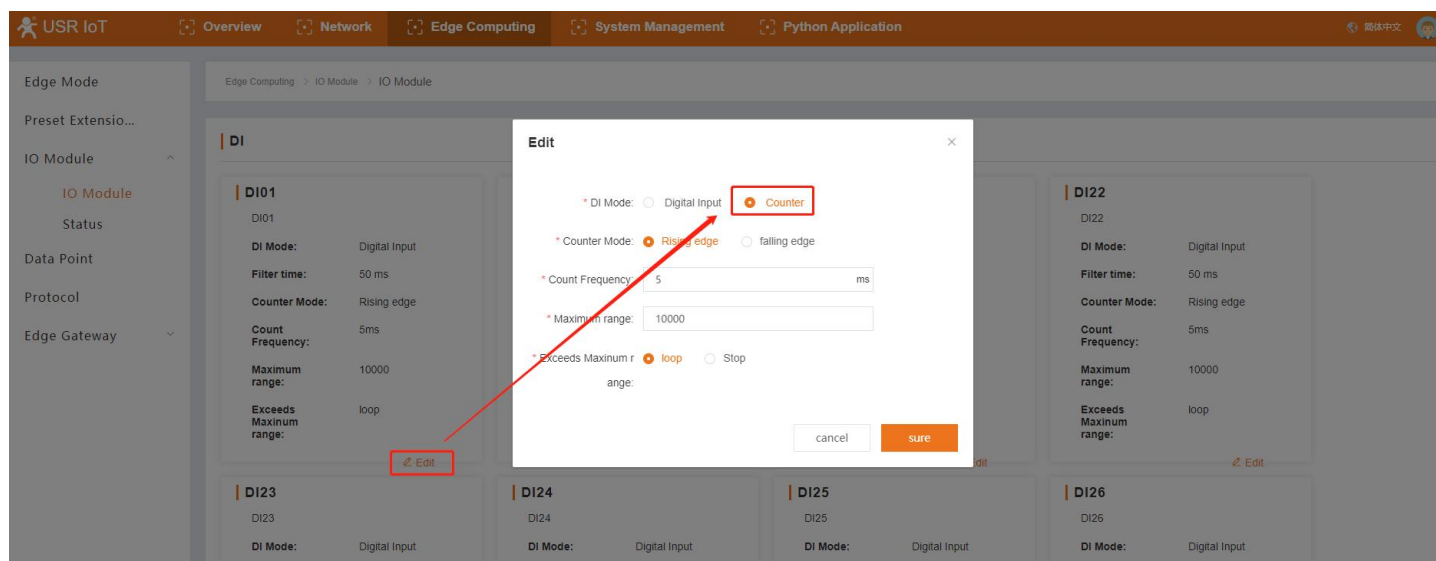 USR IoT
Overview
Network
Edge Computing
System Management
Python Application
简体中文
Edge Mode
Preset Extensio...
IO Module
IO Module
Status
Data Point
Protocol
Edge Gateway
Edge Computing > IO Module > IO Module
DI
DI01
DI01
DI Mode: Digital Input
Filter time: 50 ms
Counter Mode: Rising edge
Count
Frequency: 5ms
Maximum
range: 10000
Exceeds
Maxinum
range: loop
Edit
Edit
* DI Mode: Digital Input Counter
* Counter Mode: Rising edge falling edge
* Count Frequency: 5 ms
* Maximum range: 10000
* Exceeds Maxinum r
ange: loop Stop
cancel sure
dit
DI22
DI22
DI Mode: Digital Input
Filter time: 50 ms
Counter Mode: Rising edge
Count
Frequency: 5ms
Maximum
range: 10000
Exceeds
Maxinum
range: loop
Edit
DI23
DI23
DI Mode: Digital Input
DI24
DI24
DI Mode: Digital Input
DI25
DI25
DI Mode: Digital Input
DI26
DI26
DI Mode: Digital Input